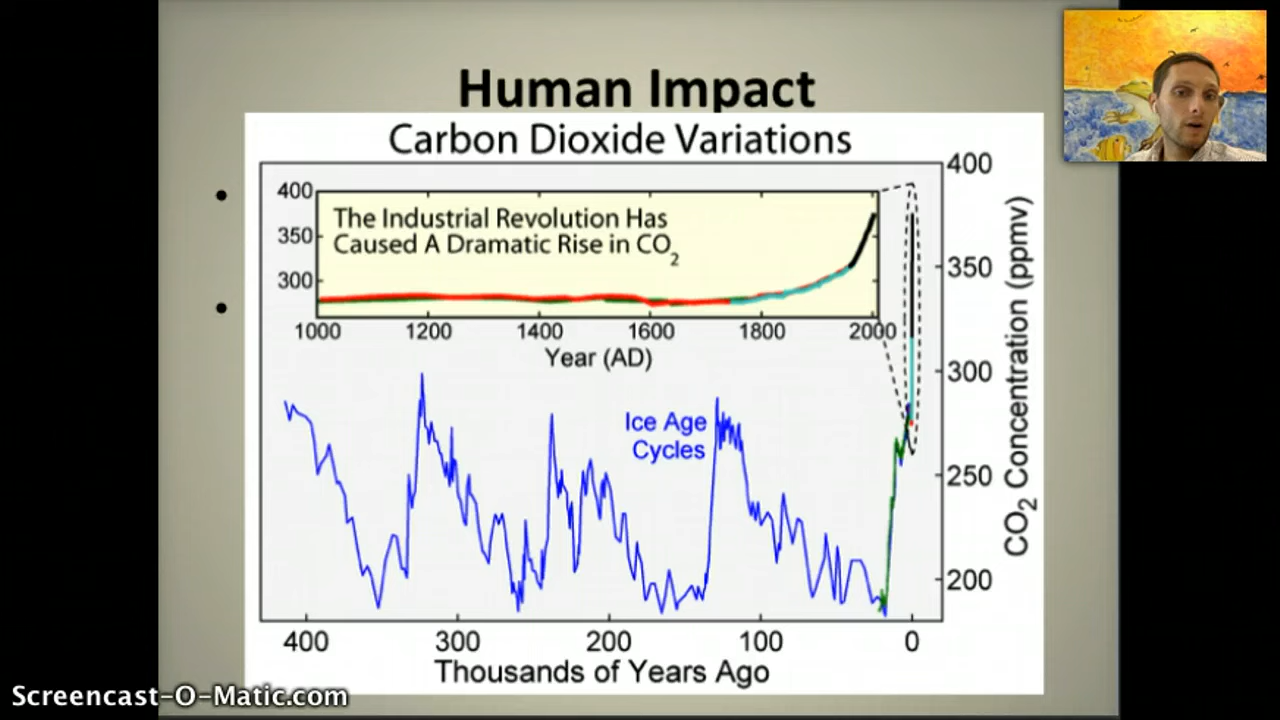 Human Impact
Carbon Dioxide Variations
400
350
300
The Industrial Revolution Has
Caused A Dramatic Rise in CO2
1000 1200 1400 1600 1800 2000
Year (AD)
Ice Age
Cycles
400
350
300
250
200
CO2 Concentration (ppmv)
400 300 200 100 0
Thousands of Years Ago
Screencast-O-Matic.com